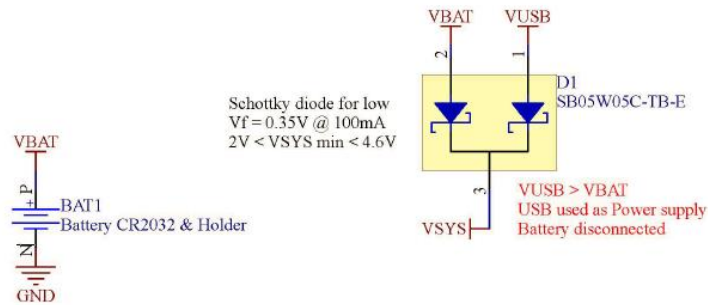 VBAT VUSB
2 1
D1
SB05W05C-TB-E
Schottky diode for low
Vf = 0.35V @ 100mA
2V < VSYS min < 4.6V
3
VUSB > VBAT
USB used as Power supply
Battery disconnected
VSYS
VBAT
P
+
BAT1
Battery CR2032 & Holder
N
GND